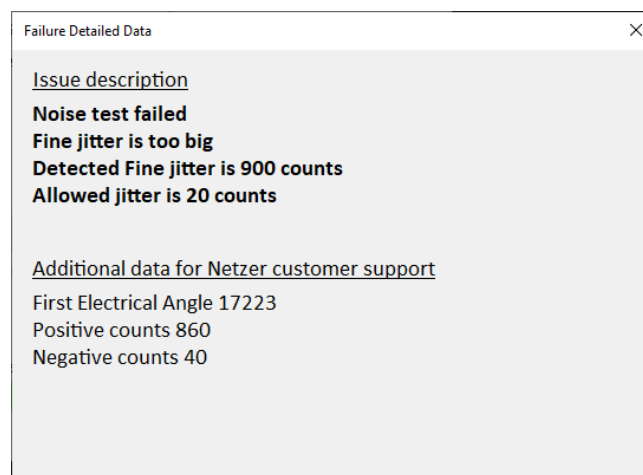 Failure Detailed Data
Issue description
Noise test failed
Fine jitter is too big
Detected Fine jitter is 900 counts
Allowed jitter is 20 counts
Additional data for Netzer customer support
First Electrical Angle 17223
Positive counts 860
Negative counts 40